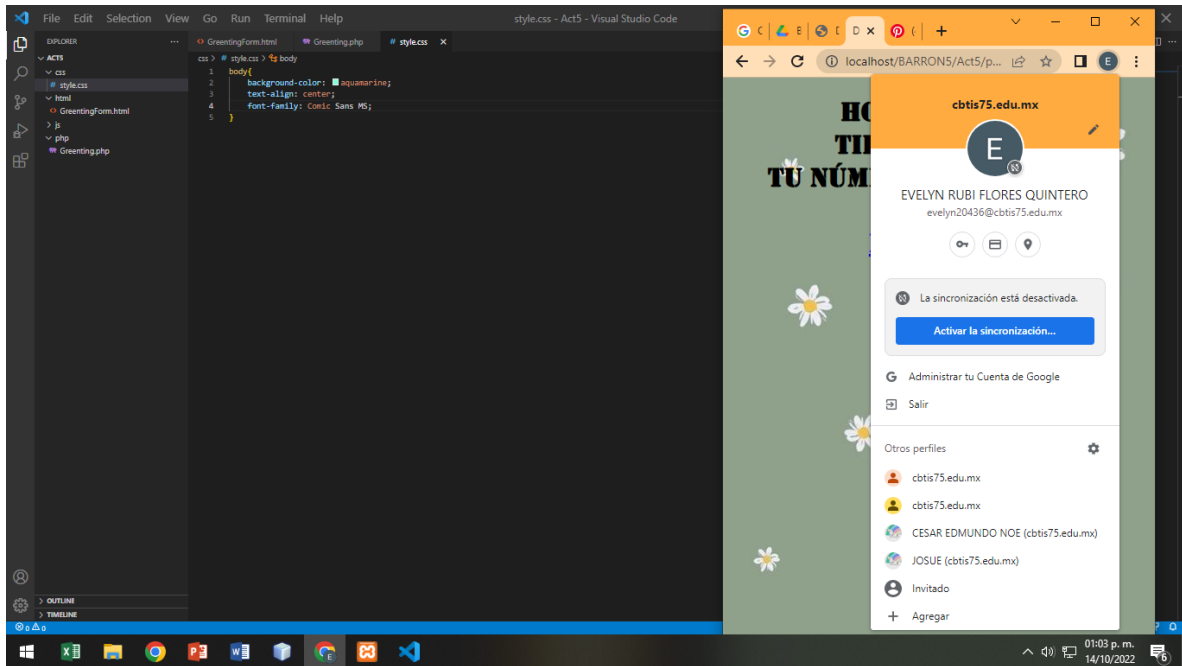 File Edit Selection View Go Run Terminal Help
style.css - Act5 - Visual Studio Code
EXPLORER
ACT5
css
# style.css
html
GreentingForm.html
js
php
Greenting.php
OUTLINE
TIMELINE
GreentingForm.html Greenting.php # style.css
css > # style.css > body
1 body{
2 background-color: aquamarine;
3 text-align: center;
4 font-family: Comic Sans MS;
5 }
0 0
localhost/BARRON5/Act5/p...
E
HO
TI
TU NÚM
cbtis75.edu.mx
E
EVELYN RUBI FLORES QUINTERO
evelyn20436@cbtis75.edu.mx
La sincronización está desactivada.
Activar la sincronización...
Administrar tu Cuenta de Google
Salir
Otros perfiles
cbtis75.edu.mx
cbtis75.edu.mx
CESAR EDMUNDO NOE (cbtis75.edu.mx)
JOSUE (cbtis75.edu.mx)
Invitado
Agregar
01:03 p. m.
14/10/2022
6